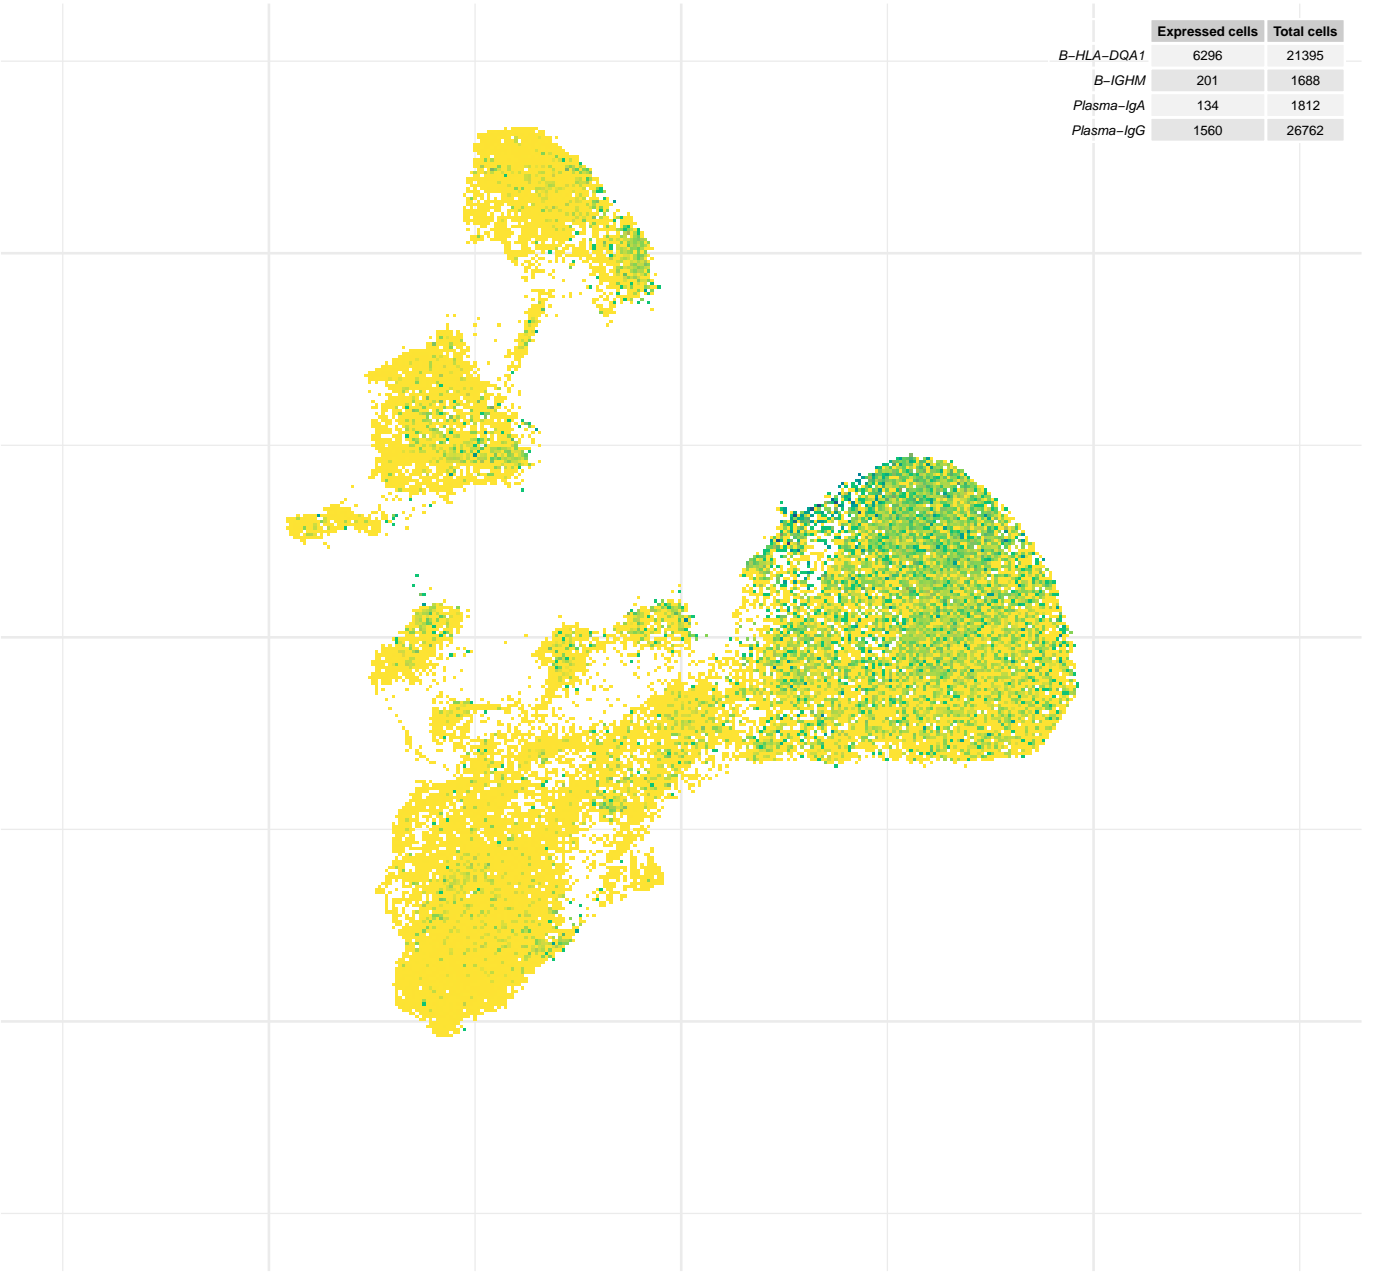 Expressed cells Total cells
B−HLA−DQA1 6296 21395
B−IGHM 201 1688
Plasma−IgA 134 1812
Plasma−IgG 1560 26762